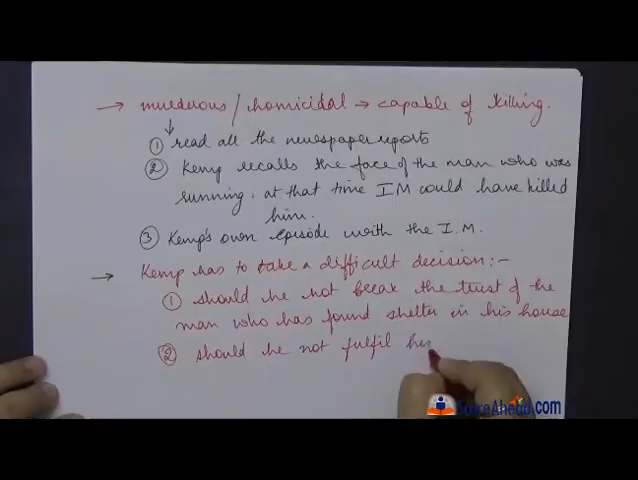 → murderous / homicidal → capable of killing.
↓
① read all the newspaper reports
② Kemp recalls the face of the man who was
running. at that time IM could have killed
him.
③ Kemp's own episode with the I.M.
→ Kemp has to take a difficult decision:-
① should he not break the trust of the
man who has found shelter in his house
② should he not fulfil his
ScoreAhead.com